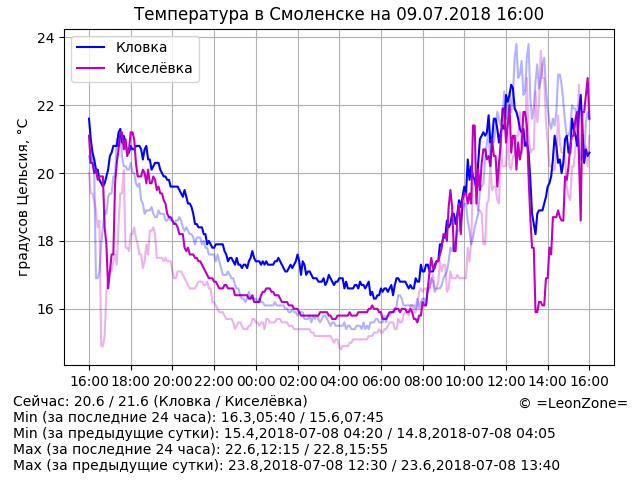 Температура в Смоленске на 09.07.2018 16:00
Кловка
Киселёвка
градусов Цельсия, °C
24
22
20
18
16
16:00 18:00 20:00 22:00 00:00 02:00 04:00 06:00 08:00 10:00 12:00 14:00 16:00
Сейчас: 20.6 / 21.6 (Кловка / Киселёвка)
© =LeonZone=
Min (за последние 24 часа): 16.3,05:40 / 15.6,07:45
Min (за предыдущие сутки): 15.4,2018-07-08 04:20 / 14.8,2018-07-08 04:05
Max (за последние 24 часа): 22.6,12:15 / 22.8,15:55
Max (за предыдущие сутки): 23.8,2018-07-08 12:30 / 23.6,2018-07-08 13:40